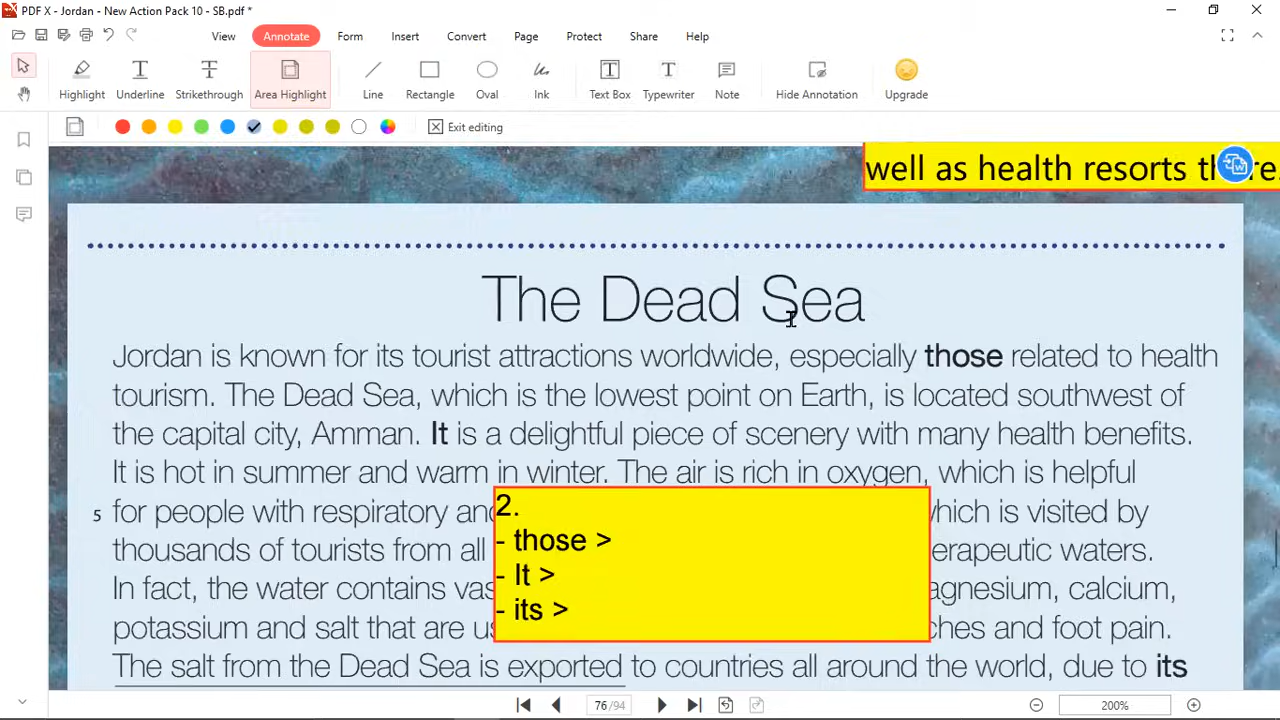 PDF X - Jordan - New Action Pack 10 - SB.pdf *
View Annotate Form Insert Convert Page Protect Share Help
Highlight Underline Strikethrough Area Highlight Line Rectangle Oval Ink Text Box Typewriter Note Hide Annotation Upgrade
Exit editing
well as health resorts
The Dead Sea
Jordan is known for its tourist attractions worldwide, especially those related to health
tourism. The Dead Sea, which is the lowest point on Earth, is located southwest of
the capital city, Amman. It is a delightful piece of scenery with many health benefits.
It is hot in summer and warm in winter. The air is rich in oxygen, which is helpful
5 for people with respiratory which is visited by
thousands of tourists from all erapeutic waters.
In fact, the water contains agnesium, calcium,
potassium and salt that are ches and foot pain.
The salt from the Dead Sea is exported to countries all around the world, due to its
2.
- those >
- It >
- its >
76/94
200%